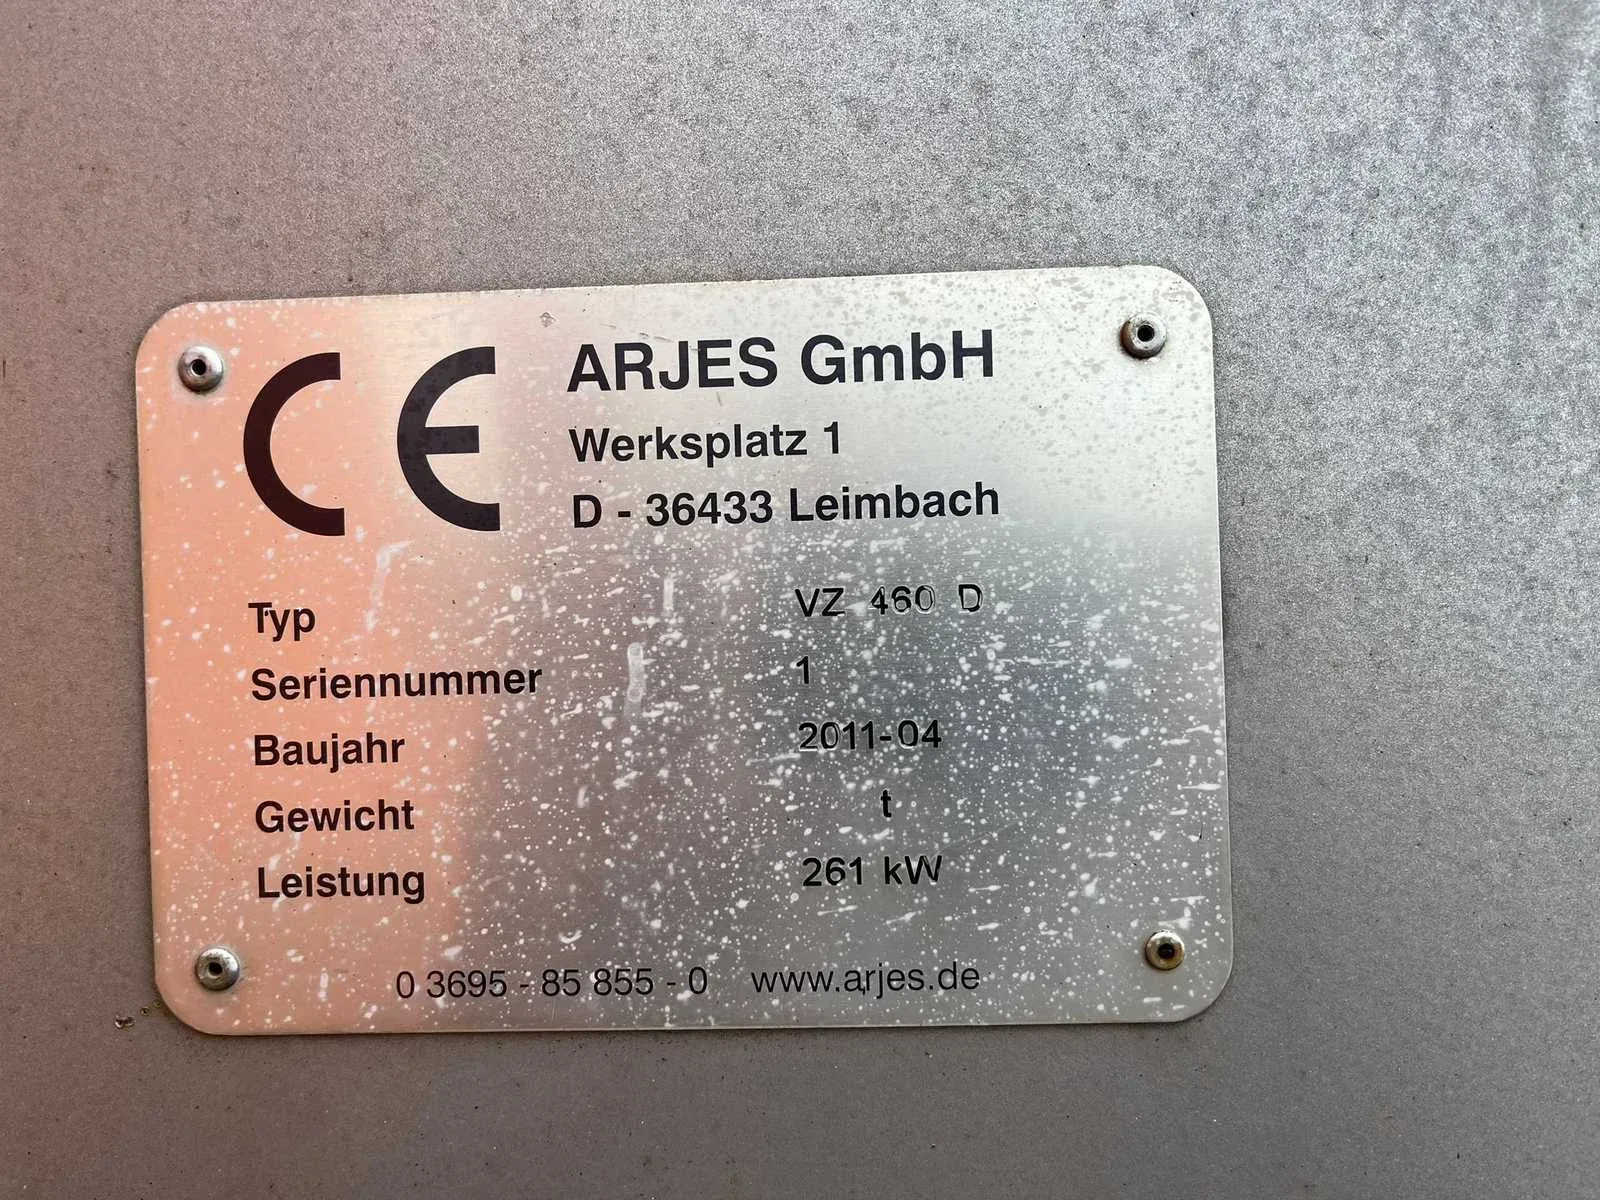 CE
ARJES GmbH
Werksplatz 1
D - 36433 Leimbach
Typ VZ 460 D
Seriennummer 1
Baujahr 2011-04
Gewicht t
Leistung 261 kW
0 3695 - 85 855 - 0 www.arjes.de